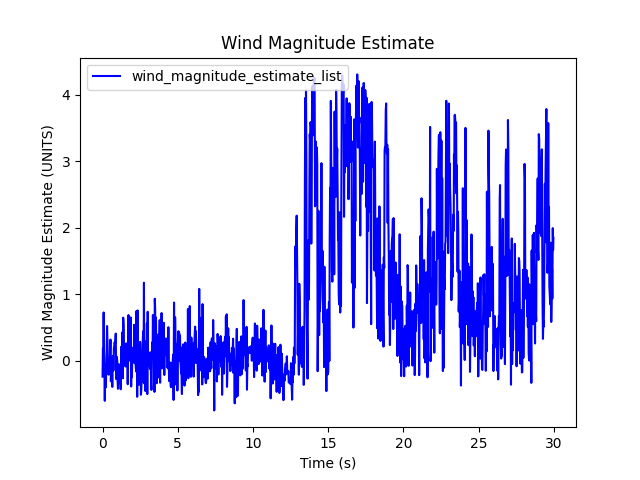 Wind Magnitude Estimate
wind_magnitude_estimate_list
Wind Magnitude Estimate (UNITS)
4
3
2
1
0
0 5 10 15 20 25 30
Time (s)